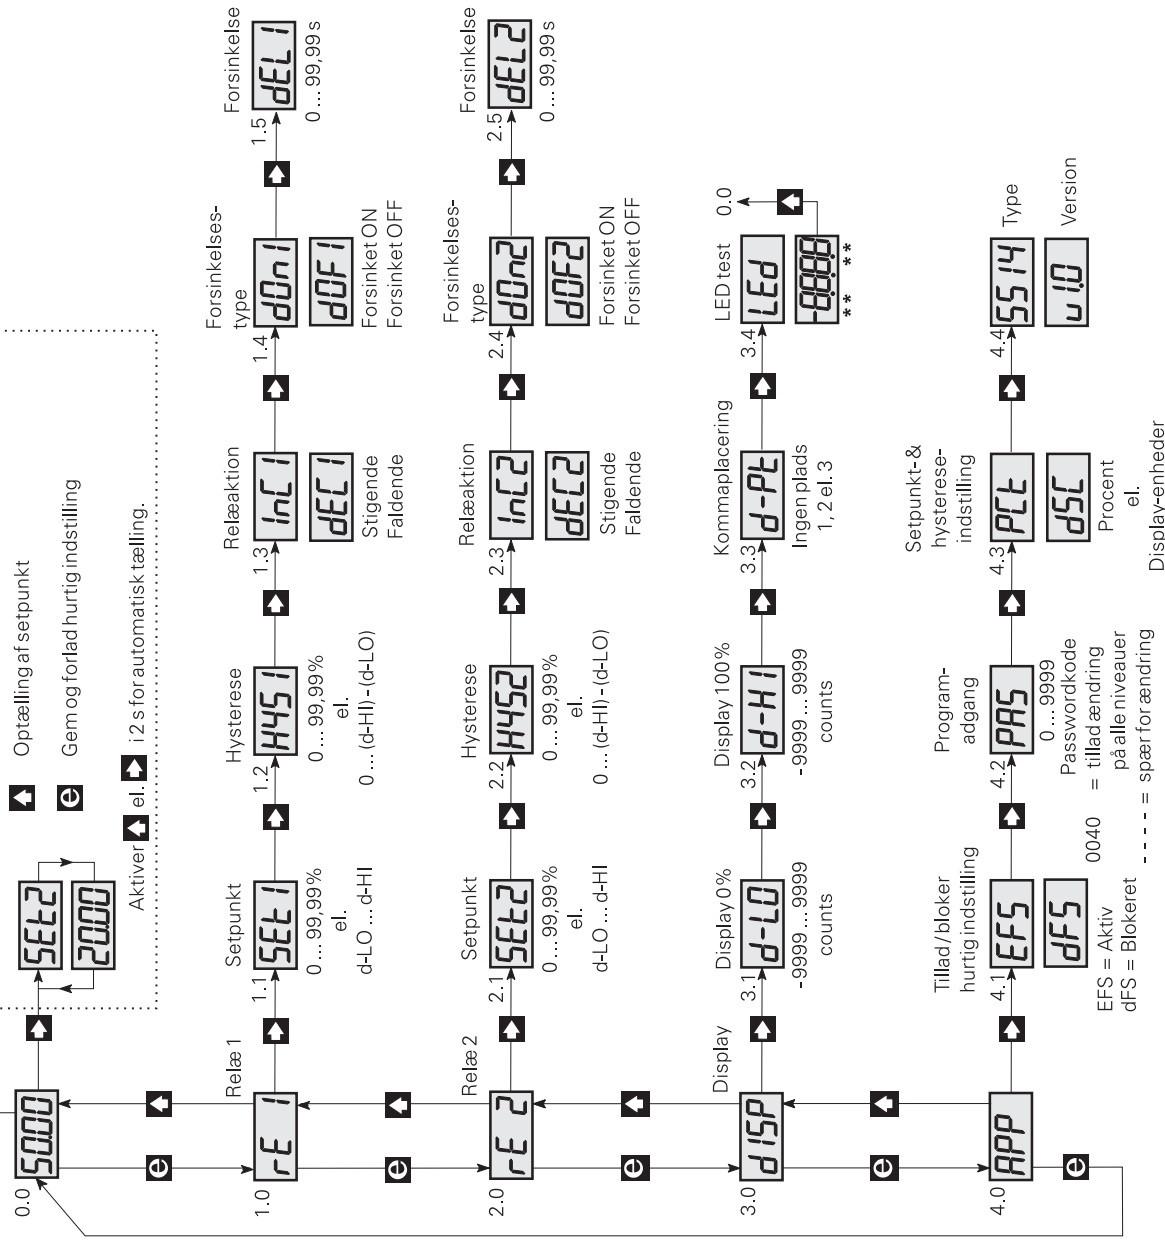 Optælling af setpunkt
Gem og forlad hurtig indstilling
SEt2
20.00
Aktiver el. i 2 s for automatisk tælling.
0.0
50.00
e
e
Relæ 1
1.0
rE 1
1.1
Setpunkt
SEt1
0 ... 99,99%
el.
d-LO ... d-HI
1.2
Hysterese
HYS1
0 ... 99,99%
el.
0 ... (d-HI) - (d-LO)
1.3
Relæaktion
InC1
dEC1
Stigende
Faldende
1.4
Forsinkelses-
type
dOn1
dOF1
Forsinket ON
Forsinket OFF
1.5
Forsinkelse
dEL1
0 ... 99,99 s
e
Relæ 2
2.0
rE 2
2.1
Setpunkt
SEt2
0 ... 99,99%
el.
d-LO ... d-HI
2.2
Hysterese
HYS2
0 ... 99,99%
el.
0 ... (d-HI) - (d-LO)
2.3
Relæaktion
InC2
dEC2
Stigende
Faldende
2.4
Forsinkelses-
type
dOn2
dOF2
Forsinket ON
Forsinket OFF
2.5
Forsinkelse
dEL2
0 ... 99,99 s
e
Display
3.0
dISP
3.1
Display 0%
d-LO
-9999 ... 9999
counts
3.2
Display 100%
d-HI
-9999 ... 9999
counts
3.3
Kommaplacering
d-Pt
Ingen plads
1, 2 el. 3
3.4
LED test
LEd
-88.88
** **
0.0
e
4.0
APP
4.1
Tillad / bloker
hurtig indstilling
EFS
dFS
EFS = Aktiv
dFS = Blokeret
4.2
Program-
adgang
PAS
0 ... 9999
Passwordkode
0040 = tillad ændring
på alle niveauer
- - - - = spær for ændring
4.3
Setpunkt- &
hysterese-
indstilling
PCt
dSC
Procent
el.
Display-enheder
4.4
SS14
Type
v1.0
Version
e